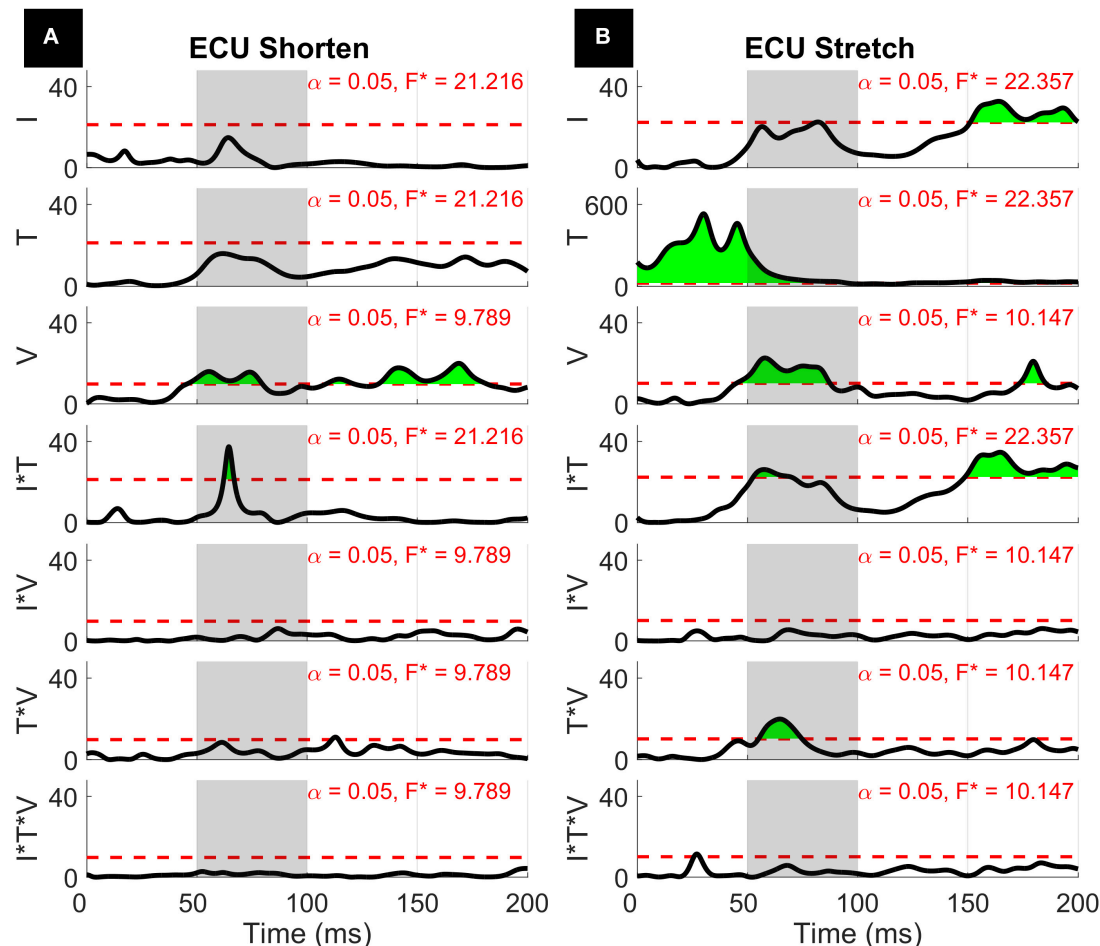 A
ECU Shorten
40
0
I
α = 0.05, F* = 21.216
40
0
T
α = 0.05, F* = 21.216
40
0
V
α = 0.05, F* = 9.789
40
0
I*T
α = 0.05, F* = 21.216
40
0
I*V
α = 0.05, F* = 9.789
40
0
T*V
α = 0.05, F* = 9.789
40
0
I*T*V
α = 0.05, F* = 9.789
0 50 100 150 200
Time (ms)
B
ECU Stretch
40
0
I
α = 0.05, F* = 22.357
600
0
T
α = 0.05, F* = 22.357
40
0
V
α = 0.05, F* = 10.147
40
0
I*T
α = 0.05, F* = 22.357
40
0
I*V
α = 0.05, F* = 10.147
40
0
T*V
α = 0.05, F* = 10.147
40
0
I*T*V
α = 0.05, F* = 10.147
0 50 100 150 200
Time (ms)